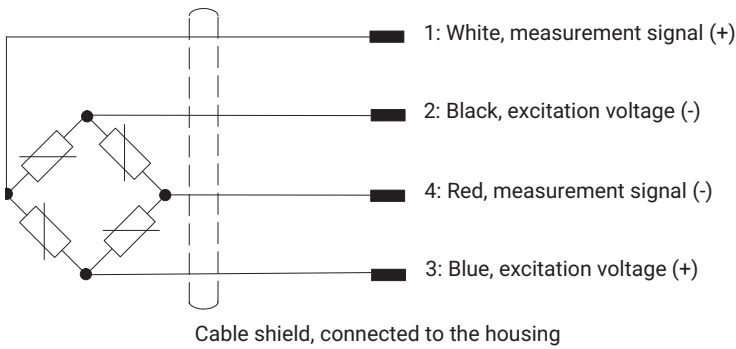 1: White, measurement signal (+)
2: Black, excitation voltage (-)
4: Red, measurement signal (-)
3: Blue, excitation voltage (+)
Cable shield, connected to the housing